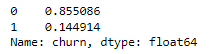 0    0.855086
1    0.144914
Name: churn, dtype: float64